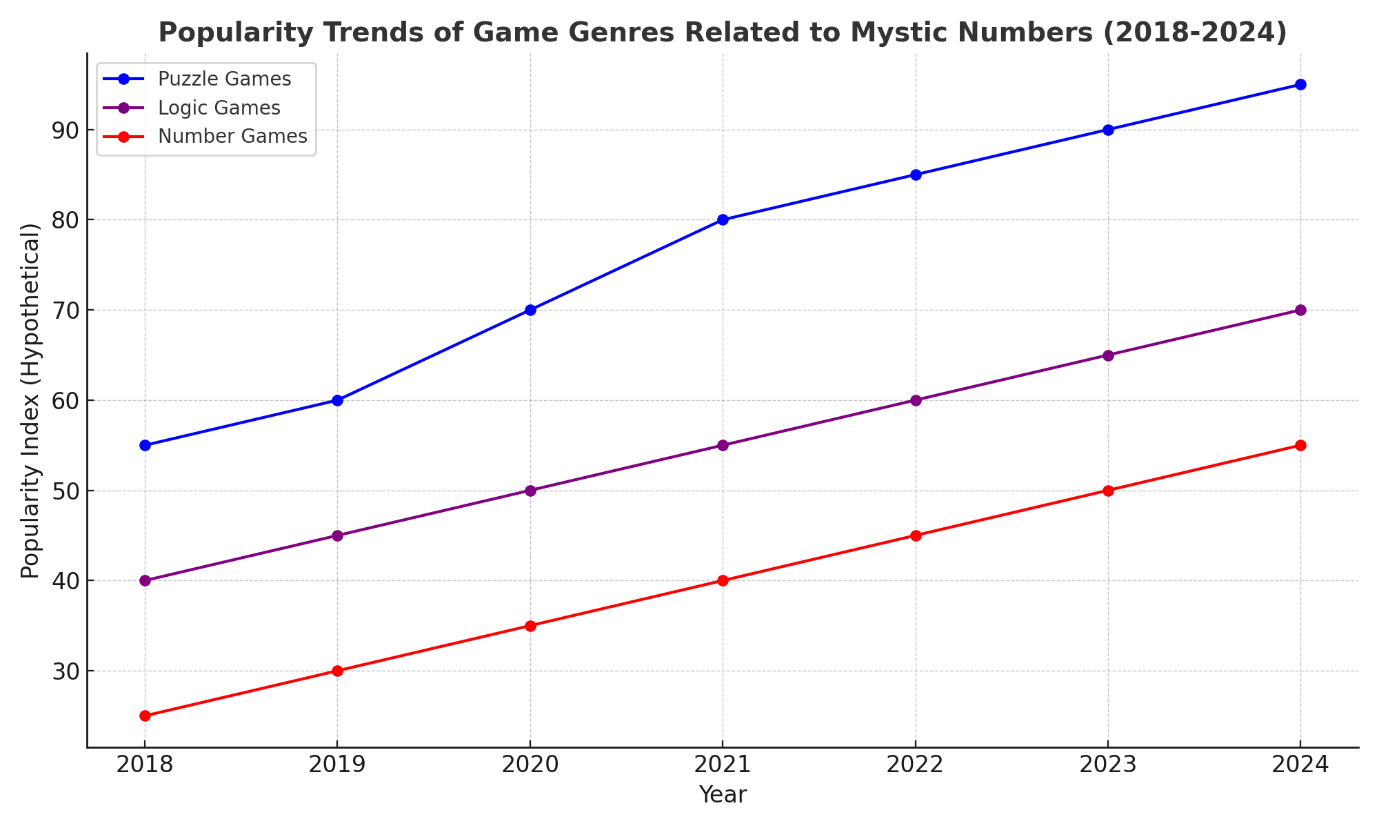 Popularity Trends of Game Genres Related to Mystic Numbers (2018-2024)
Puzzle Games
Logic Games
Number Games
Popularity Index (Hypothetical)
90
80
70
60
50
40
30
2018 2019 2020 2021 2022 2023 2024
Year